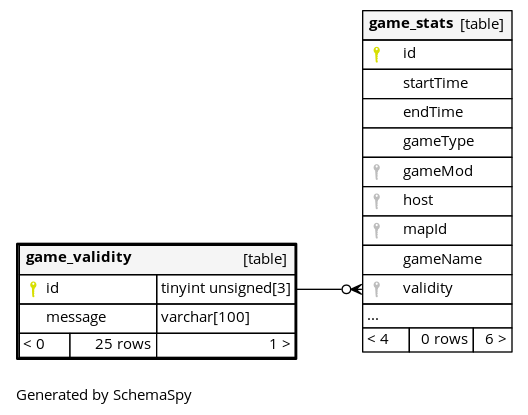 game_stats [table]
id
startTime
endTime
gameType
gameMod
host
mapId
gameName
validity
...
< 4 0 rows 6 >
game_validity [table]
id tinyint unsigned[3]
message varchar[100]
< 0 25 rows 1 >
Generated by SchemaSpy